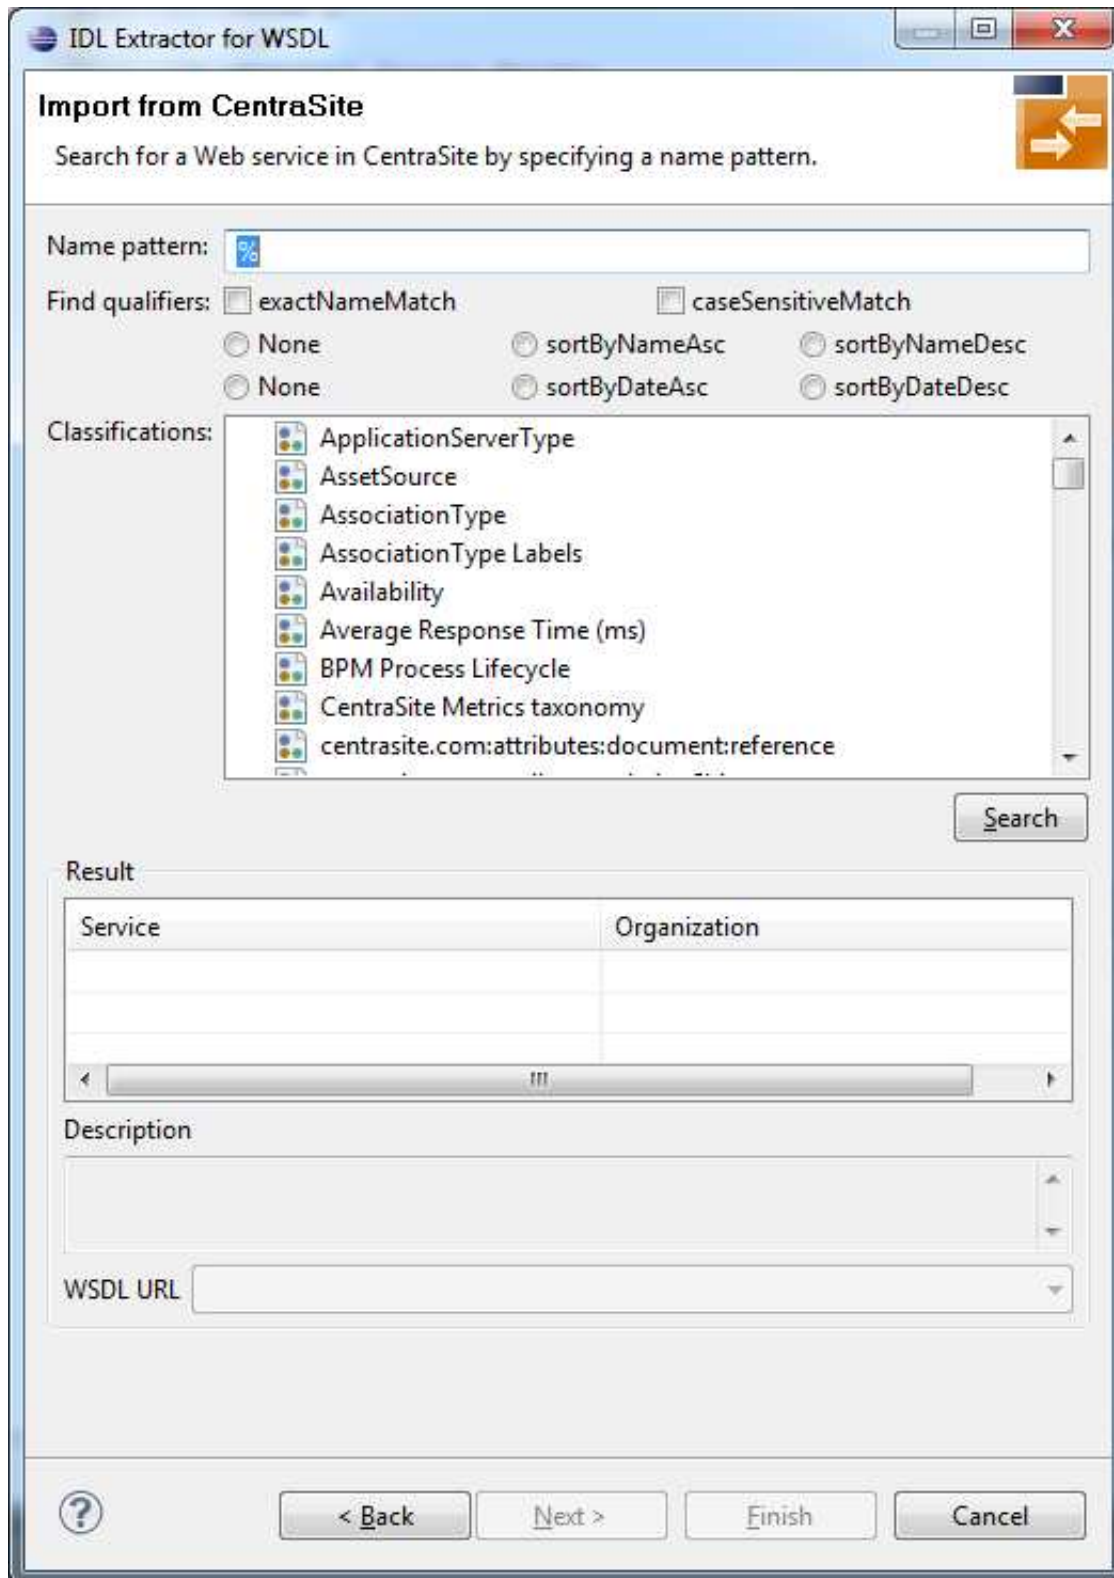 IDL Extractor for WSDL
Import from CentraSite
Search for a Web service in CentraSite by specifying a name pattern.
Name pattern: %
Find qualifiers: exactNameMatch caseSensitiveMatch
None sortByNameAsc sortByNameDesc
None sortByDateAsc sortByDateDesc
Classifications: ApplicationServerType
AssetSource
AssociationType
AssociationType Labels
Availability
Average Response Time (ms)
BPM Process Lifecycle
CentraSite Metrics taxonomy
centrasite.com:attributes:document:reference
Search
Result
Service Organization
Description
WSDL URL
? < Back Next > Finish Cancel